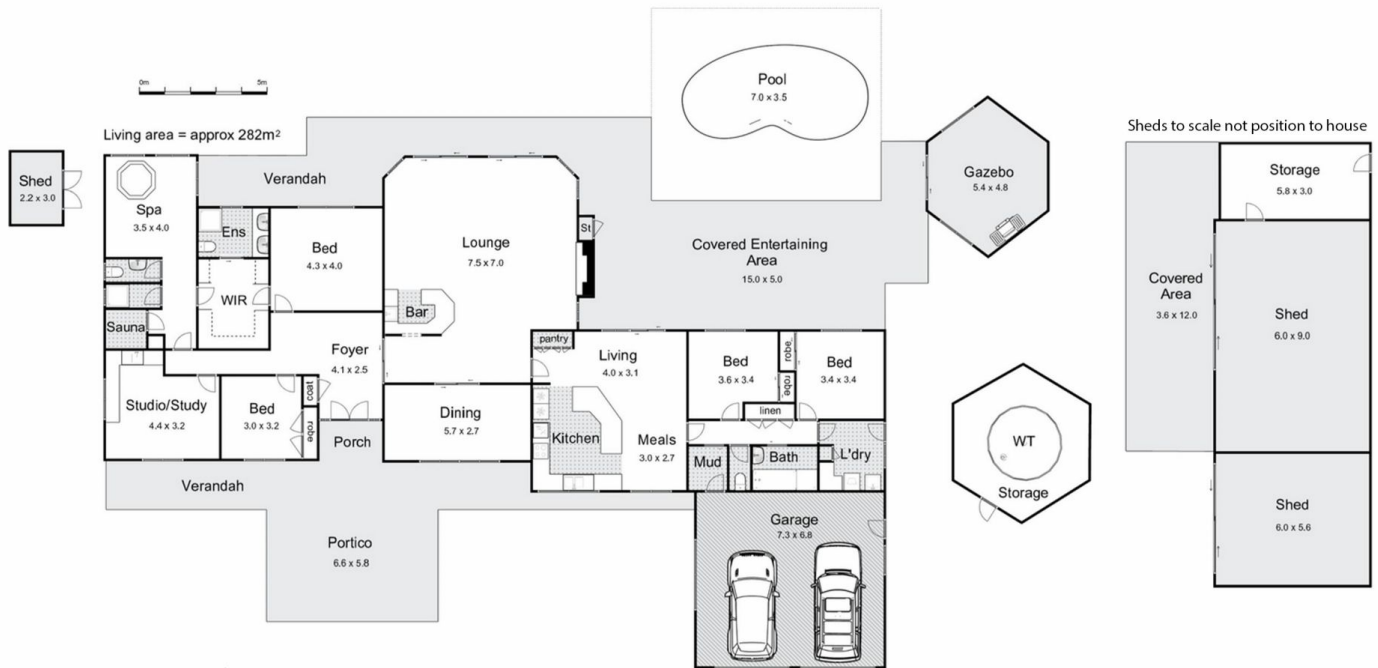 0m 5m
Living area = approx 282m²
Shed
2.2 x 3.0
Spa
3.5 x 4.0
Verandah
Ens
Bed
4.3 x 4.0
WIR
Sauna
Lounge
7.5 x 7.0
Bar
St
Pool
7.0 x 3.5
Covered Entertaining
Area
15.0 x 5.0
Gazebo
5.4 x 4.8
Foyer
4.1 x 2.5
Studio/Study
4.4 x 3.2
Bed
3.0 x 3.2
coat
robe
Porch
Dining
5.7 x 2.7
pantry
Living
4.0 x 3.1
Kitchen
Meals
3.0 x 2.7
Bed
3.6 x 3.4
robe
robe
Bed
3.4 x 3.4
linen
Mud
Bath
L'dry
Verandah
Portico
6.6 x 5.8
Garage
7.3 x 6.8
WT
Storage
Sheds to scale not position to house
Storage
5.8 x 3.0
Covered
Area
3.6 x 12.0
Shed
6.0 x 9.0
Shed
6.0 x 5.6